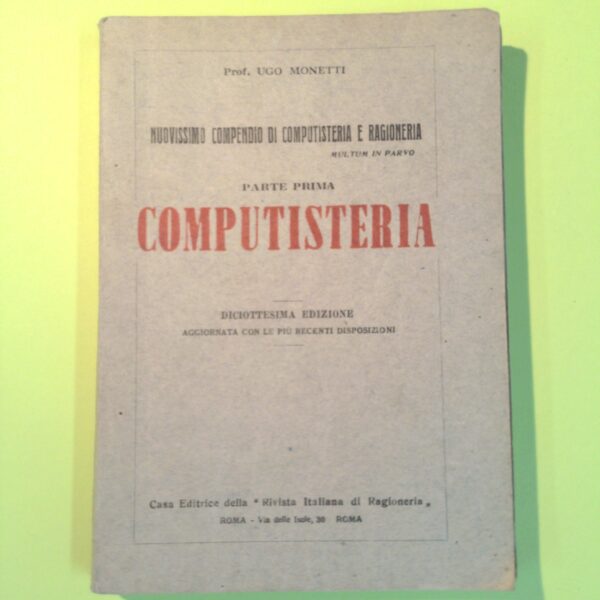 Prof. UGO MONETTI
NUOVISSIMO COMPENDIO DI COMPUTISTERIA E RAGIONERIA
MULTUM IN PARVO
PARTE PRIMA
COMPUTISTERIA
DICIOTTESIMA EDIZIONE
AGGIORNATA CON LE PIÙ RECENTI DISPOSIZIONI
Casa Editrice della " Rivista Italiana di Ragioneria „
ROMA - Via delle Isole, 30 ROMA